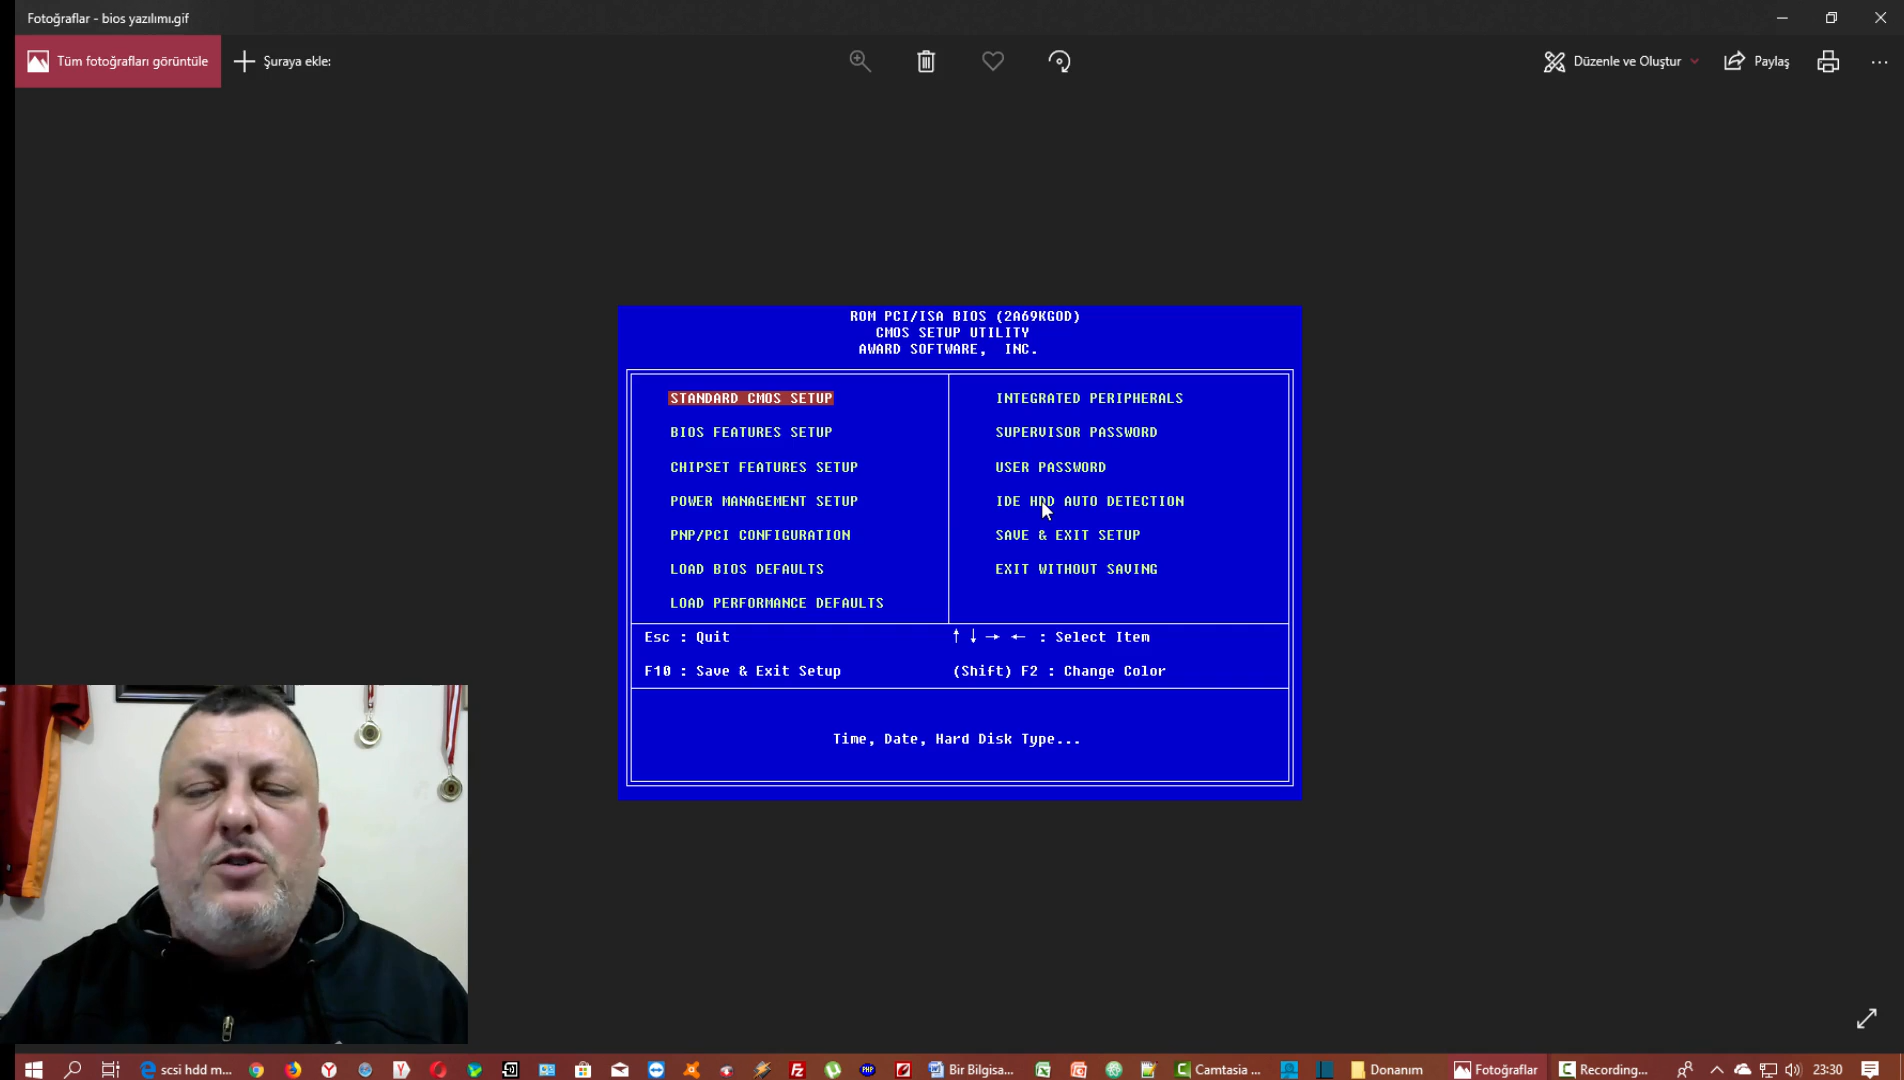 Fotoğraflar - bios yazılımı.gif
Tüm fotoğrafları görüntüle
Şuraya ekle:
Düzenle ve Oluştur
Paylaş
ROM PCI/ISA BIOS (2A69KGOD)
CMOS SETUP UTILITY
AWARD SOFTWARE, INC.
STANDARD CMOS SETUP
BIOS FEATURES SETUP
CHIPSET FEATURES SETUP
POWER MANAGEMENT SETUP
PNP/PCI CONFIGURATION
LOAD BIOS DEFAULTS
LOAD PERFORMANCE DEFAULTS
INTEGRATED PERIPHERALS
SUPERVISOR PASSWORD
USER PASSWORD
IDE HDD AUTO DETECTION
SAVE & EXIT SETUP
EXIT WITHOUT SAVING
Esc : Quit
↑ ↓ → ← : Select Item
F10 : Save & Exit Setup
(Shift) F2 : Change Color
Time, Date, Hard Disk Type...
scsi hdd m...
Bir Bilgisa...
Camtasia ...
Donanım
Fotoğraflar
Recording...
23:30